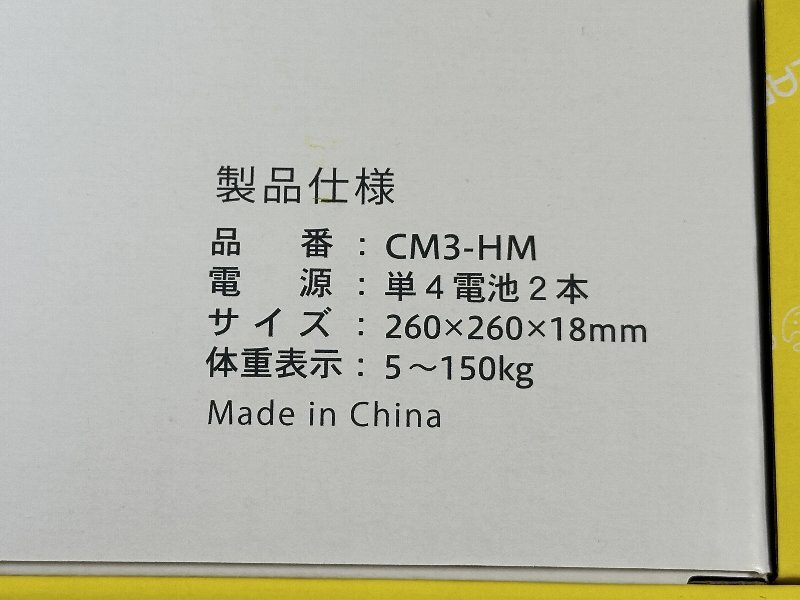 製品仕様
品番：CM3-HM
電源：単４電池２本
サイズ：260×260×18mm
体重表示：5～150kg
Made in China